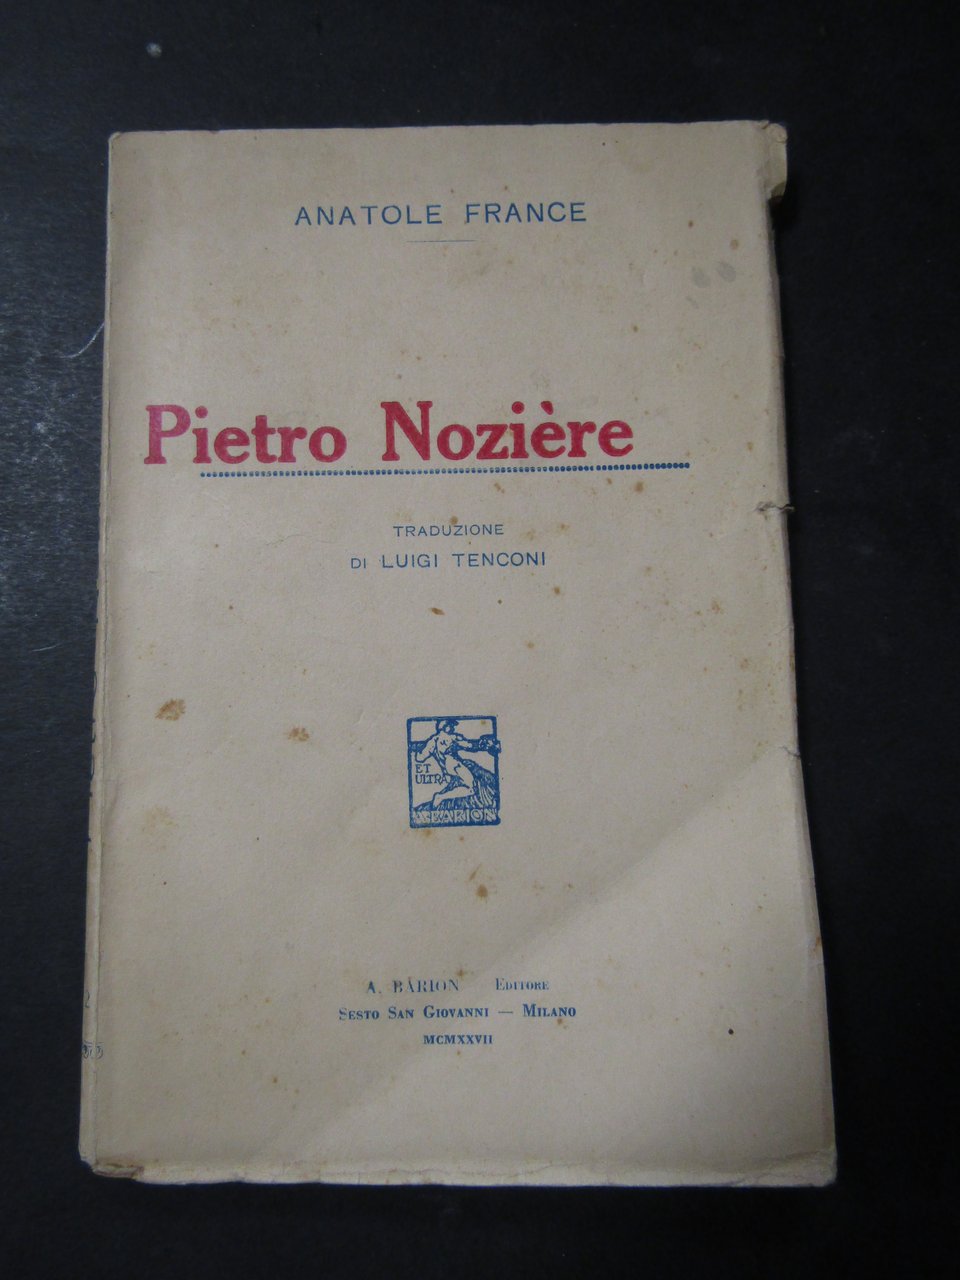 ANATOLE FRANCE
Pietro Nozière
TRADUZIONE
DI LUIGI TENCONI
ET
ULTRA
A. BARION
A. BARION EDITORE
SESTO SAN GIOVANNI — MILANO
MCMXXVII